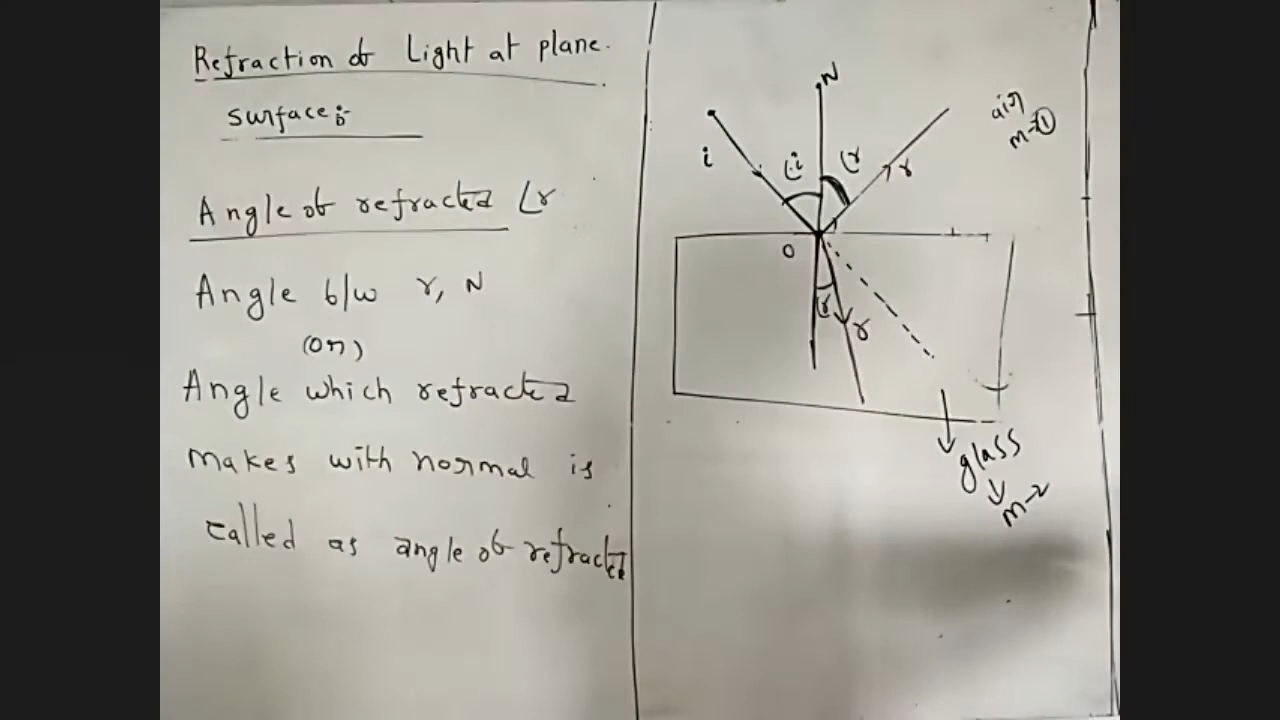 Refraction of Light at plane.
surface:-
Angle of refracted ∠r
Angle b/w r, N
(or)
Angle which refracted
makes with normal is
called as angle of refracted
N
air
m-①
i
∠i
∠r
r
O
∠r
r
glass
m-2